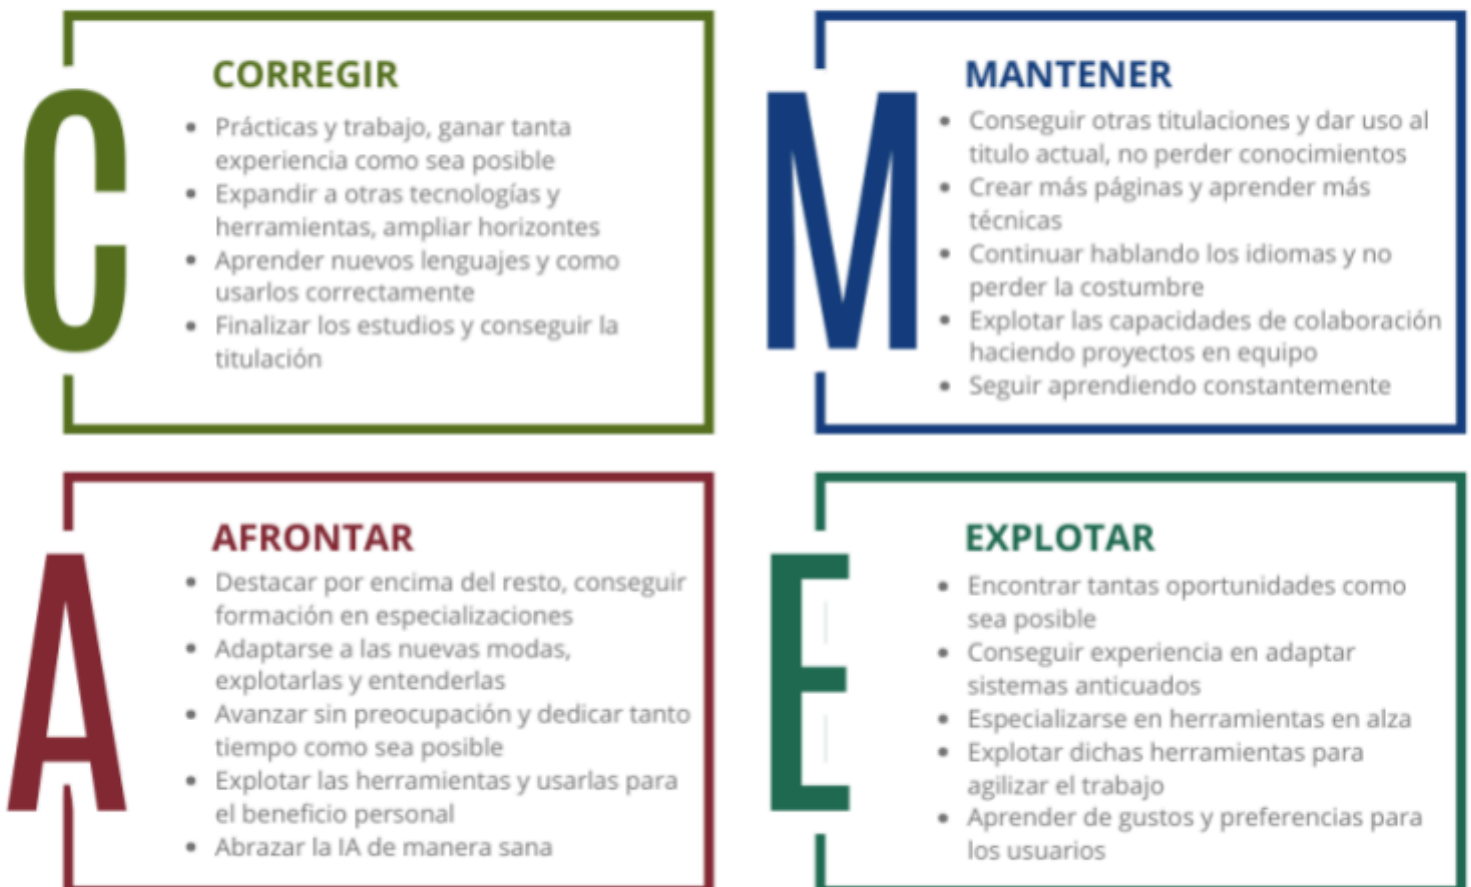 C
CORREGIR
• Prácticas y trabajo, ganar tanta
experiencia como sea posible
• Expandir a otras tecnologías y
herramientas, ampliar horizontes
• Aprender nuevos lenguajes y como
usarlos correctamente
• Finalizar los estudios y conseguir la
titulación
M
MANTENER
• Conseguir otras titulaciones y dar uso al
titulo actual, no perder conocimientos
• Crear más páginas y aprender más
técnicas
• Continuar hablando los idiomas y no
perder la costumbre
• Explotar las capacidades de colaboración
haciendo proyectos en equipo
• Seguir aprendiendo constantemente
A
AFRONTAR
• Destacar por encima del resto, conseguir
formación en especializaciones
• Adaptarse a las nuevas modas,
explotarlas y entenderlas
• Avanzar sin preocupación y dedicar tanto
tiempo como sea posible
• Explotar las herramientas y usarlas para
el beneficio personal
• Abrazar la IA de manera sana
E
EXPLOTAR
• Encontrar tantas oportunidades como
sea posible
• Conseguir experiencia en adaptar
sistemas anticuados
• Especializarse en herramientas en alza
• Explotar dichas herramientas para
agilizar el trabajo
• Aprender de gustos y preferencias para
los usuarios